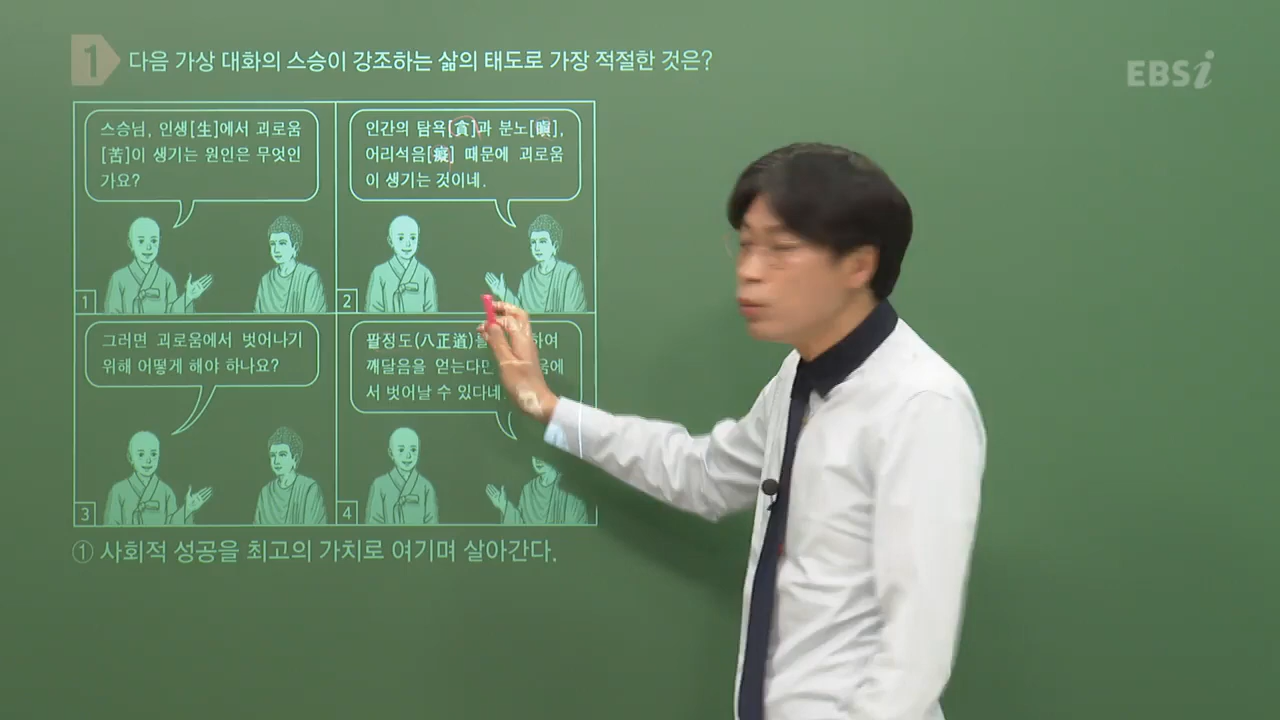 1 다음 가상 대화의 스승이 강조하는 삶의 태도로 가장 적절한 것은?
EBSi
스승님, 인생[生]에서 괴로움
[苦]이 생기는 원인은 무엇인
가요?
1
인간의 탐욕[貪]과 분노[瞋],
어리석음[癡] 때문에 괴로움
이 생기는 것이네.
2
그러면 괴로움에서 벗어나기
위해 어떻게 해야 하나요?
3
팔정도(八正道)를 하여
깨달음을 얻는다면 에
서 벗어날 수 있다네.
4
① 사회적 성공을 최고의 가치로 여기며 살아간다.